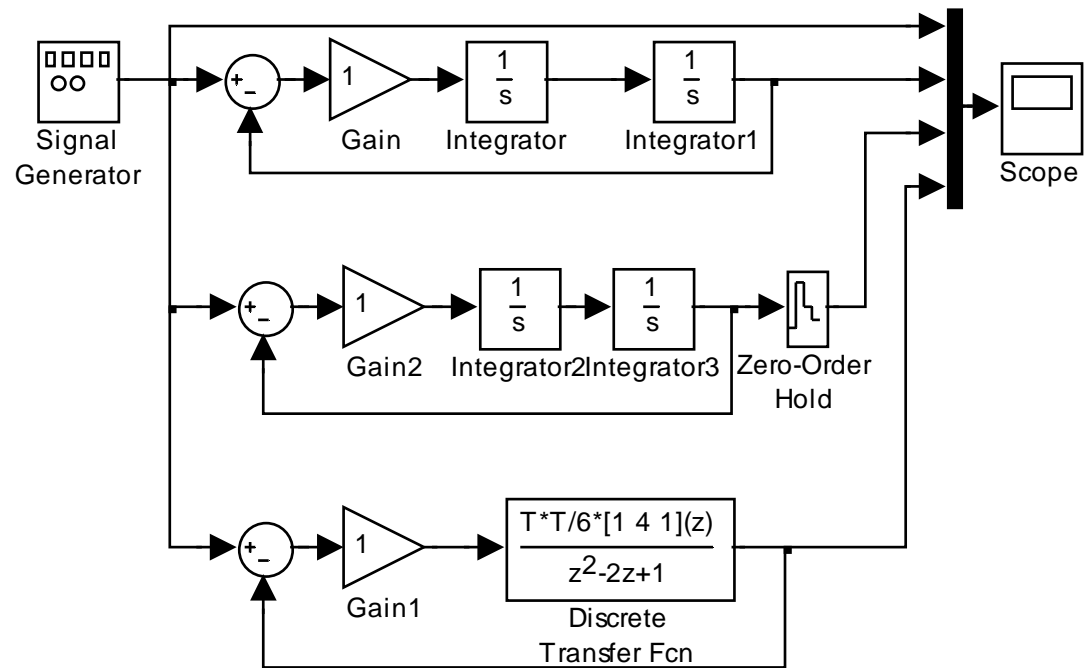 Signal
Generator
+
−
1
Gain
1
s
Integrator
1
s
Integrator1
Scope
+
−
1
Gain2
1
s
Integrator2
1
s
Integrator3
Zero-Order
Hold
+
−
1
Gain1
T*T/6*[1 4 1](z)
z²-2z+1
Discrete
Transfer Fcn